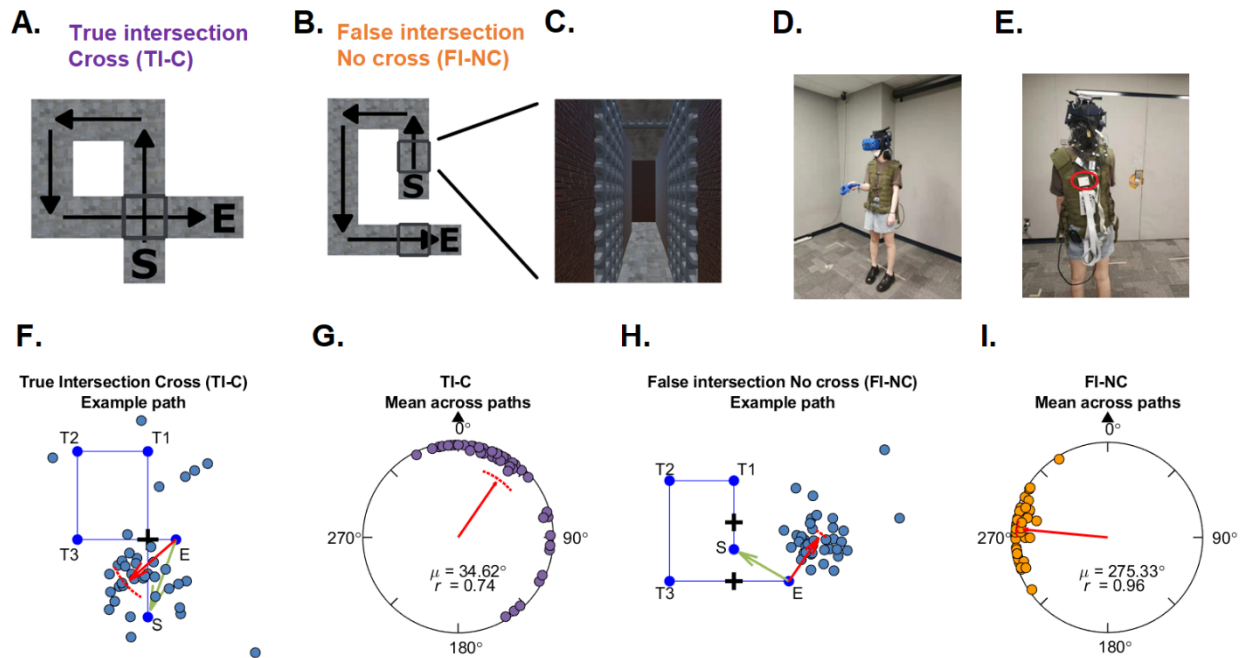 A.
True intersection
Cross (TI-C)
B.
False intersection
No cross (FI-NC)
C.
D.
E.
E
S
S
E
F.
True Intersection Cross (TI-C)
Example path
T2
T1
T3
E
S
G.
TI-C
Mean across paths
0°
270°
90°
μ = 34.62°
r = 0.74
180°
H.
False intersection No cross (FI-NC)
Example path
T2
T1
S
T3
E
I.
FI-NC
Mean across paths
0°
270°
90°
μ = 275.33°
r = 0.96
180°